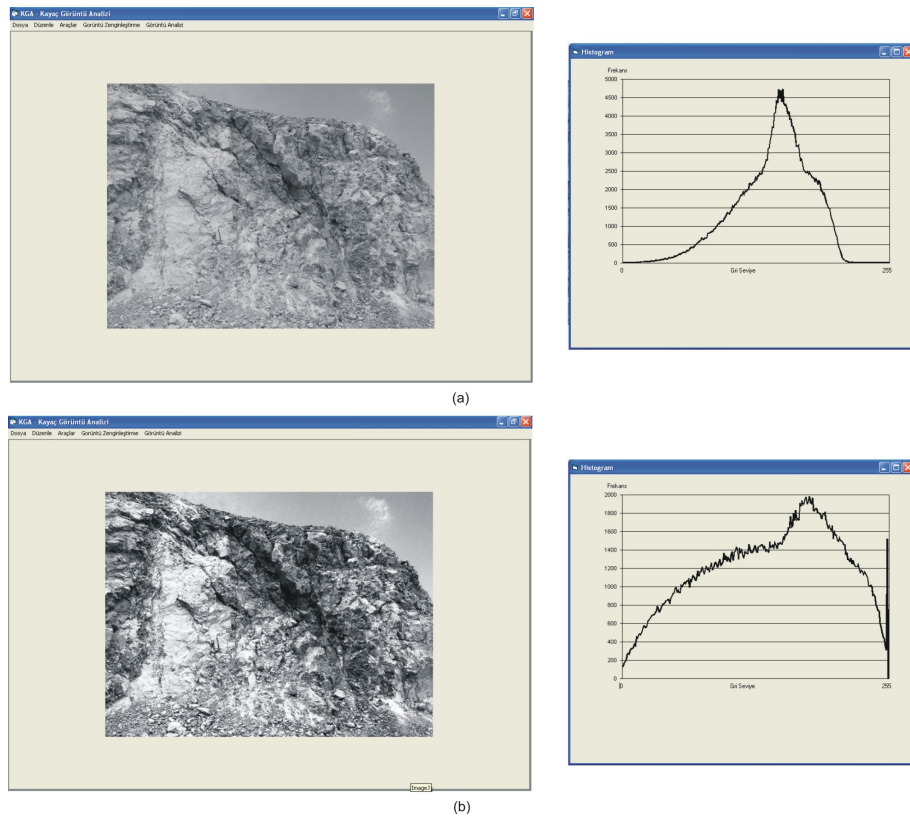 KGA - Kayaç Görüntü Analizi
Dosya Düzenle Araçlar Gorüntü Zenginleştirme Görüntü Analizi
Histogram
Frekans
5000
4500
4000
3500
3000
2500
2000
1500
1000
500
0
0 Gri Seviye 255
(a)
KGA - Kayaç Görüntü Analizi
Dosya Düzenle Araçlar Gorüntü Zenginleştirme Görüntü Analizi
Image3
Histogram
Frekans
2000
1800
1600
1400
1200
1000
800
600
400
200
0
0 Gri Seviye 255
(b)